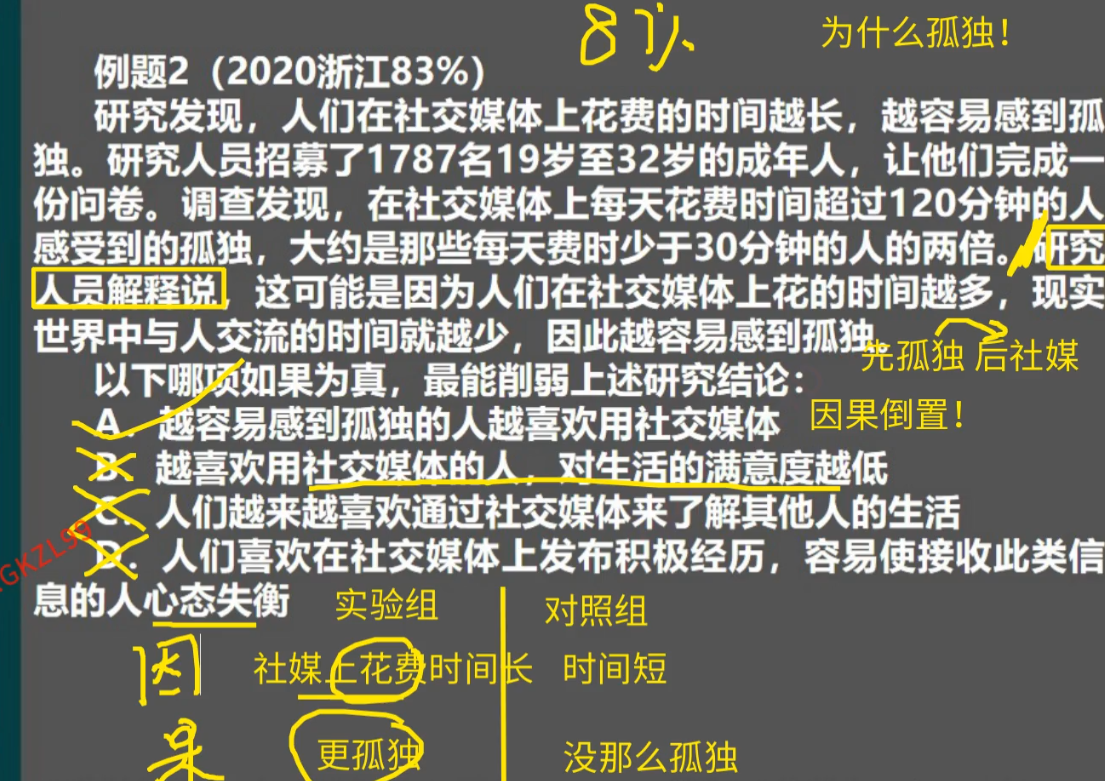 8%
为什么孤独！
例题2（2020浙江83%）
研究发现，人们在社交媒体上花费的时间越长，越容易感到孤
独。研究人员招募了1787名19岁至32岁的成年人，让他们完成一
份问卷。调查发现，在社交媒体上每天花费时间超过120分钟的人
感受到的孤独，大约是那些每天费时少于30分钟的人的两倍。研究
人员解释说，这可能是因为人们在社交媒体上花的时间越多，现实
世界中与人交流的时间就越少，因此越容易感到孤独。
先孤独 后社媒
以下哪项如果为真，最能削弱上述研究结论：
A．越容易感到孤独的人越喜欢用社交媒体
因果倒置！
B．越喜欢用社交媒体的人，对生活的满意度越低
C．人们越来越喜欢通过社交媒体来了解其他人的生活
D．人们喜欢在社交媒体上发布积极经历，容易使接收此类信
息的人心态失衡
GKZL99
实验组 对照组
因 社媒上花费时间长 时间短
果 更孤独 没那么孤独